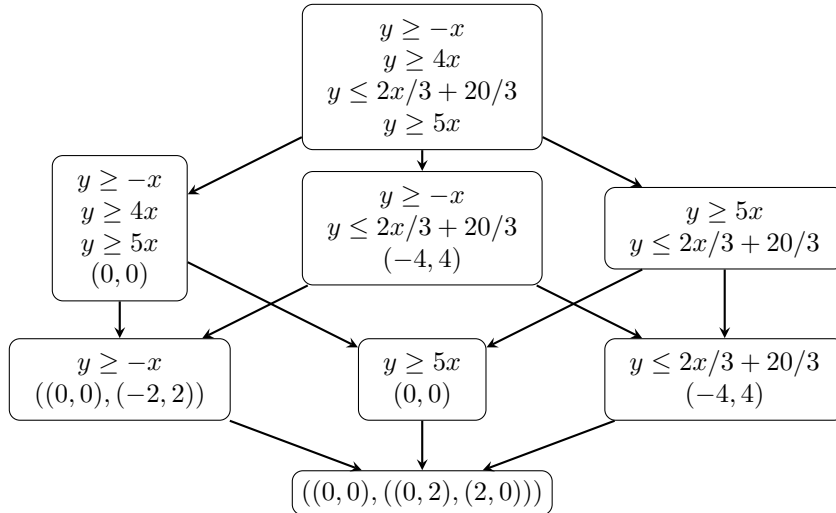 y ≥ −x
y ≥ 4x
y ≤ 2x/3 + 20/3
y ≥ 5x
y ≥ −x
y ≥ 4x
y ≥ 5x
(0, 0)
y ≥ −x
y ≤ 2x/3 + 20/3
(−4, 4)
y ≥ 5x
y ≤ 2x/3 + 20/3
y ≥ −x
((0, 0), (−2, 2))
y ≥ 5x
(0, 0)
y ≤ 2x/3 + 20/3
(−4, 4)
((0, 0), ((0, 2), (2, 0)))